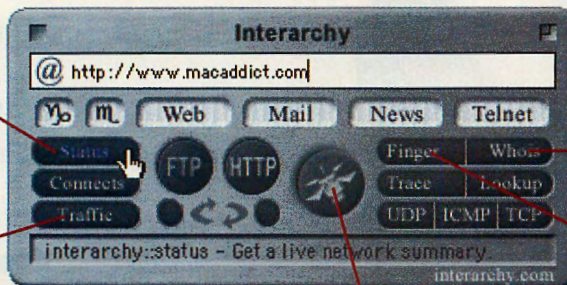 Interarchy
@ http://www.macaddict.com
Web Mail News Telnet
Status FTP HTTP Finger Whois
Connects Trace Lookup
Traffic UDP ICMP TCP
interarchy::status - Get a live network summary.
interarchy.com